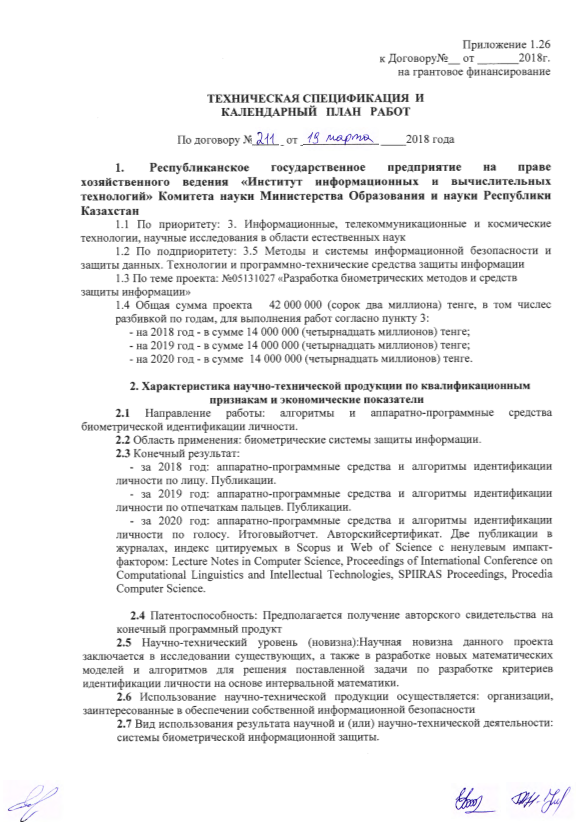 Приложение 1.26
к Договору№__ от _______2018г.
на грантовое финансирование
ТЕХНИЧЕСКАЯ СПЕЦИФИКАЦИЯ И
КАЛЕНДАРНЫЙ ПЛАН РАБОТ
По договору № 211 от 19 марта 2018 года
1. Республиканское государственное предприятие на праве
хозяйственного ведения «Институт информационных и вычислительных
технологий» Комитета науки Министерства Образования и науки Республики
Казахстан
1.1 По приоритету: 3. Информационные, телекоммуникационные и космические
технологии, научные исследования в области естественных наук
1.2 По подприоритету: 3.5 Методы и системы информационной безопасности и
защиты данных. Технологии и программно-технические средства защиты информации
1.3 По теме проекта: №05131027 «Разработка биометрических методов и средств
защиты информации»
1.4 Общая сумма проекта 42 000 000 (сорок два миллиона) тенге, в том числес
разбивкой по годам, для выполнения работ согласно пункту 3:
- на 2018 год - в сумме 14 000 000 (четырнадцать миллионов) тенге;
- на 2019 год - в сумме 14 000 000 (четырнадцать миллионов) тенге;
- на 2020 год - в сумме 14 000 000 (четырнадцать миллионов) тенге.
2. Характеристика научно-технической продукции по квалификационным
признакам и экономические показатели
2.1 Направление работы: алгоритмы и аппаратно-программные средства
биометрической идентификации личности.
2.2 Область применения: биометрические системы защиты информации.
2.3 Конечный результат:
- за 2018 год: аппаратно-программные средства и алгоритмы идентификации
личности по лицу. Публикации.
- за 2019 год: аппаратно-программные средства и алгоритмы идентификации
личности по отпечаткам пальцев. Публикации.
- за 2020 год: аппаратно-программные средства и алгоритмы идентификации
личности по голосу. Итоговыйотчет. Авторскийсертификат. Две публикации в
журналах, индекс цитируемых в Scopus и Web of Science с ненулевым импакт-
фактором: Lecture Notes in Computer Science, Proceedings of International Conference on
Computational Linguistics and Intellectual Technologies, SPIIRAS Proceedings, Procedia
Computer Science.
2.4 Патентоспособность: Предполагается получение авторского свидетельства на
конечный программный продукт
2.5 Научно-технический уровень (новизна):Научная новизна данного проекта
заключается в исследовании существующих, а также в разработке новых математических
моделей и алгоритмов для решения поставленной задачи по разработке критериев
идентификации личности на основе интервальной математики.
2.6 Использование научно-технической продукции осуществляется: организации,
заинтересованные в обеспечении собственной информационной безопасности
2.7 Вид использования результата научной и (или) научно-технической деятельности:
системы биометрической информационной защиты.